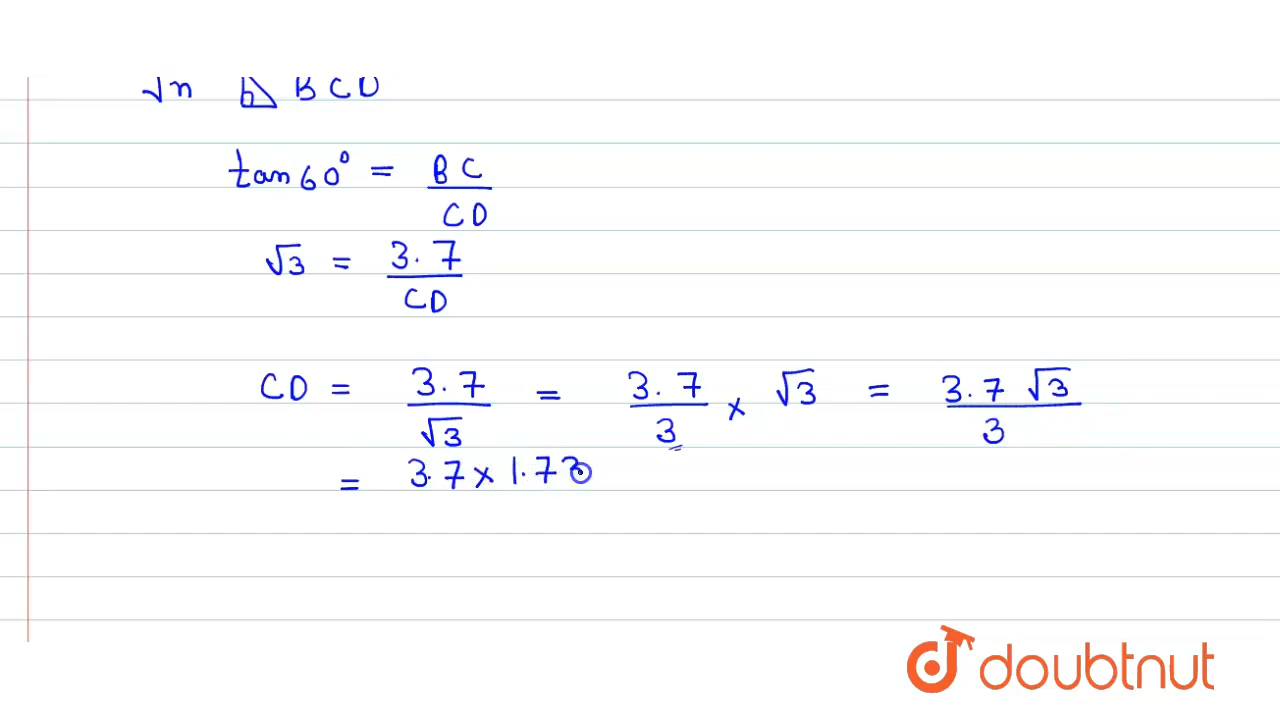 In △ BCD
tan 60° = BC/CD
√3 = 3.7/CD
CD = 3.7/√3 = 3.7/3 × √3 = 3.7 √3/3
= 3.7 × 1.73
doubtnut